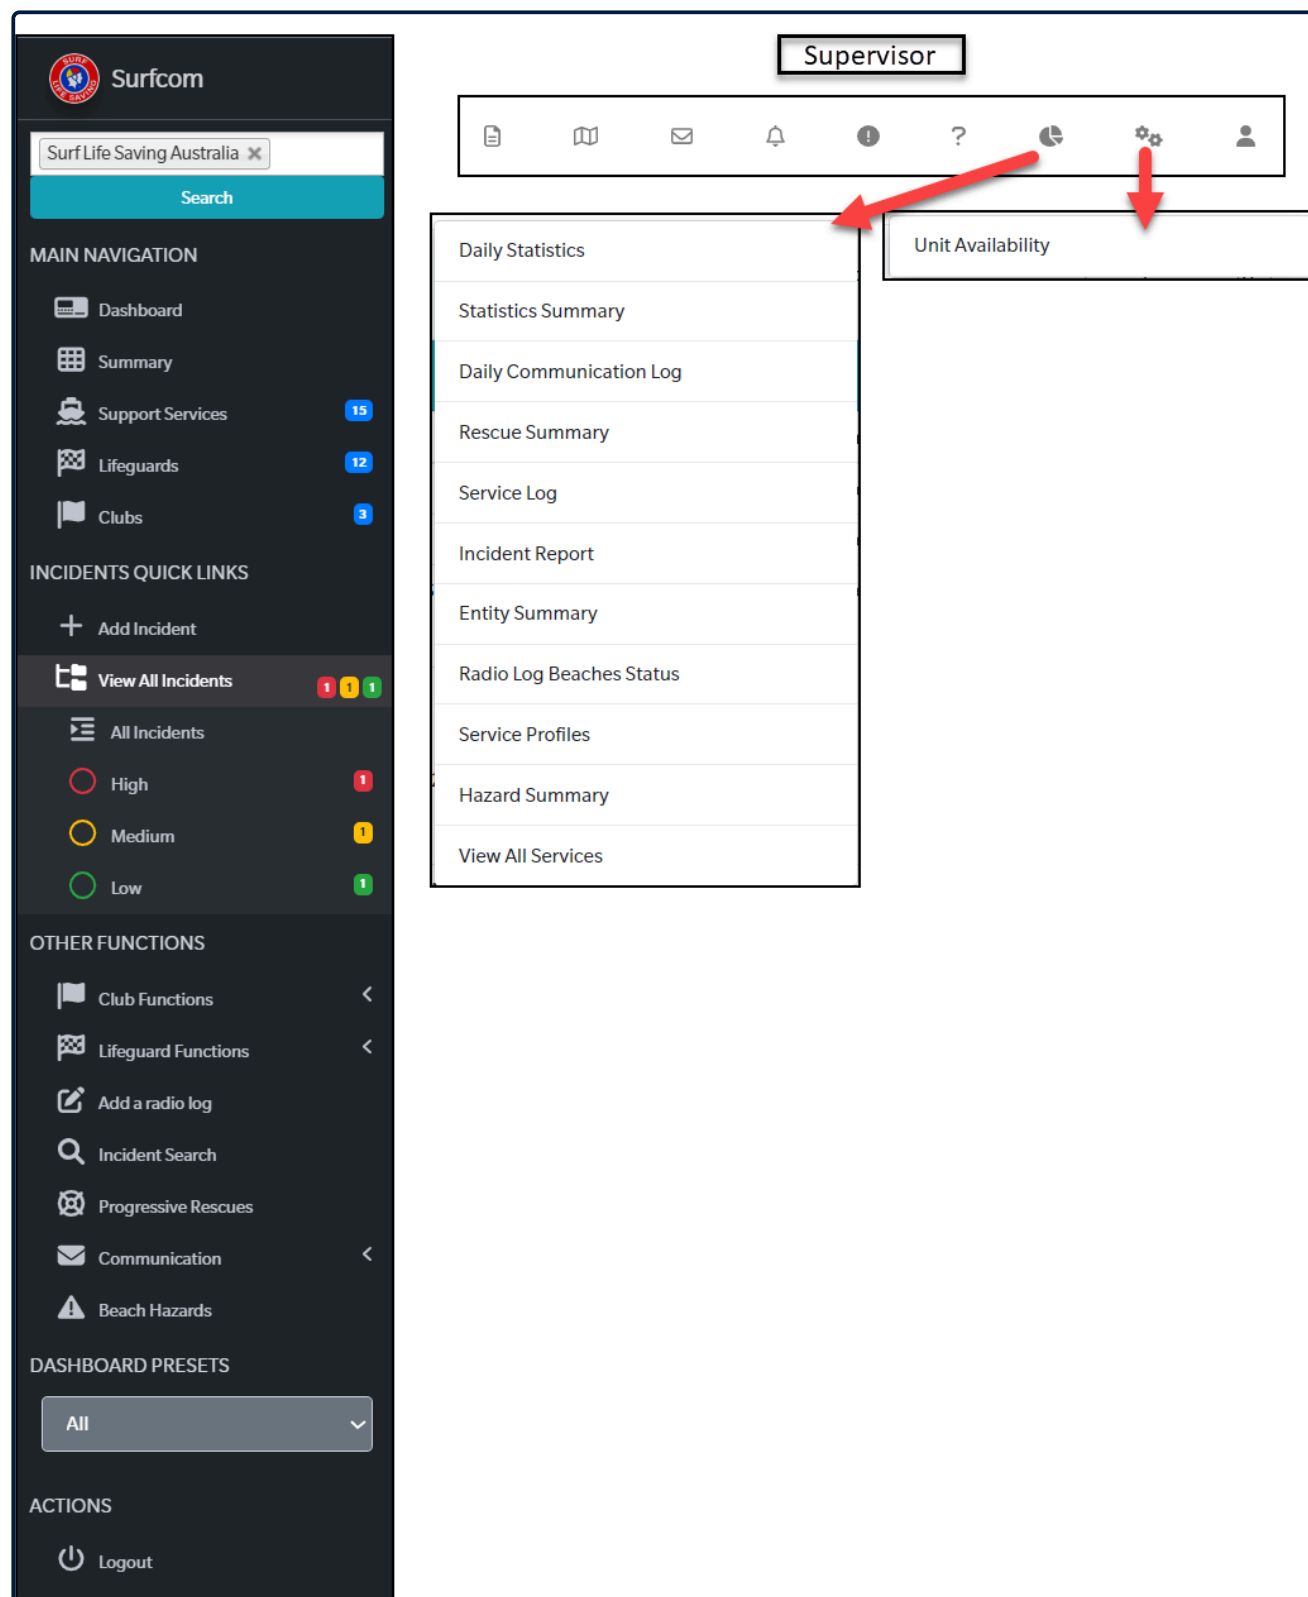 SURF
LIFE SAVING
Surfcom
Surf Life Saving Australia ×
Search
MAIN NAVIGATION
Dashboard
Summary
Support Services 15
Lifeguards 12
Clubs 3
INCIDENTS QUICK LINKS
Add Incident
View All Incidents 1 1 1
All Incidents
High 1
Medium 1
Low 1
OTHER FUNCTIONS
Club Functions
Lifeguard Functions
Add a radio log
Incident Search
Progressive Rescues
Communication
Beach Hazards
DASHBOARD PRESETS
All
ACTIONS
Logout
Supervisor
?
Daily Statistics
Statistics Summary
Daily Communication Log
Rescue Summary
Service Log
Incident Report
Entity Summary
Radio Log Beaches Status
Service Profiles
Hazard Summary
View All Services
Unit Availability